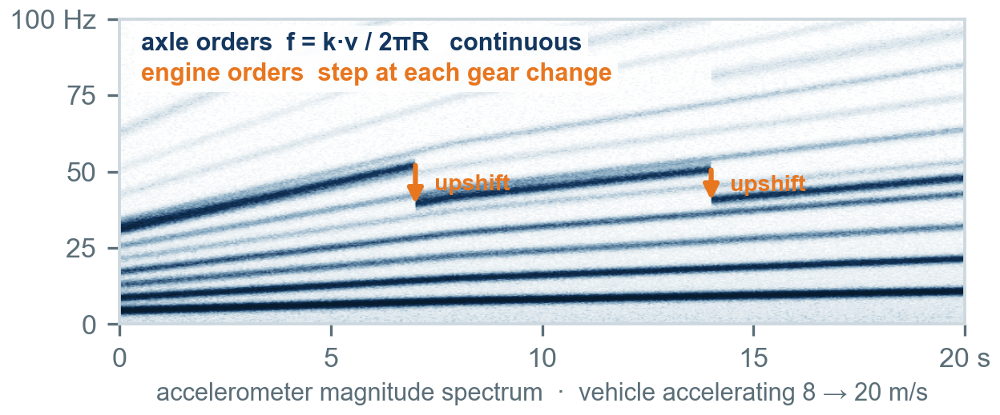 100 Hz
axle orders f = k·v / 2πR continuous
engine orders step at each gear change
75
50
upshift
upshift
25
0
0 5 10 15 20 s
accelerometer magnitude spectrum · vehicle accelerating 8 → 20 m/s